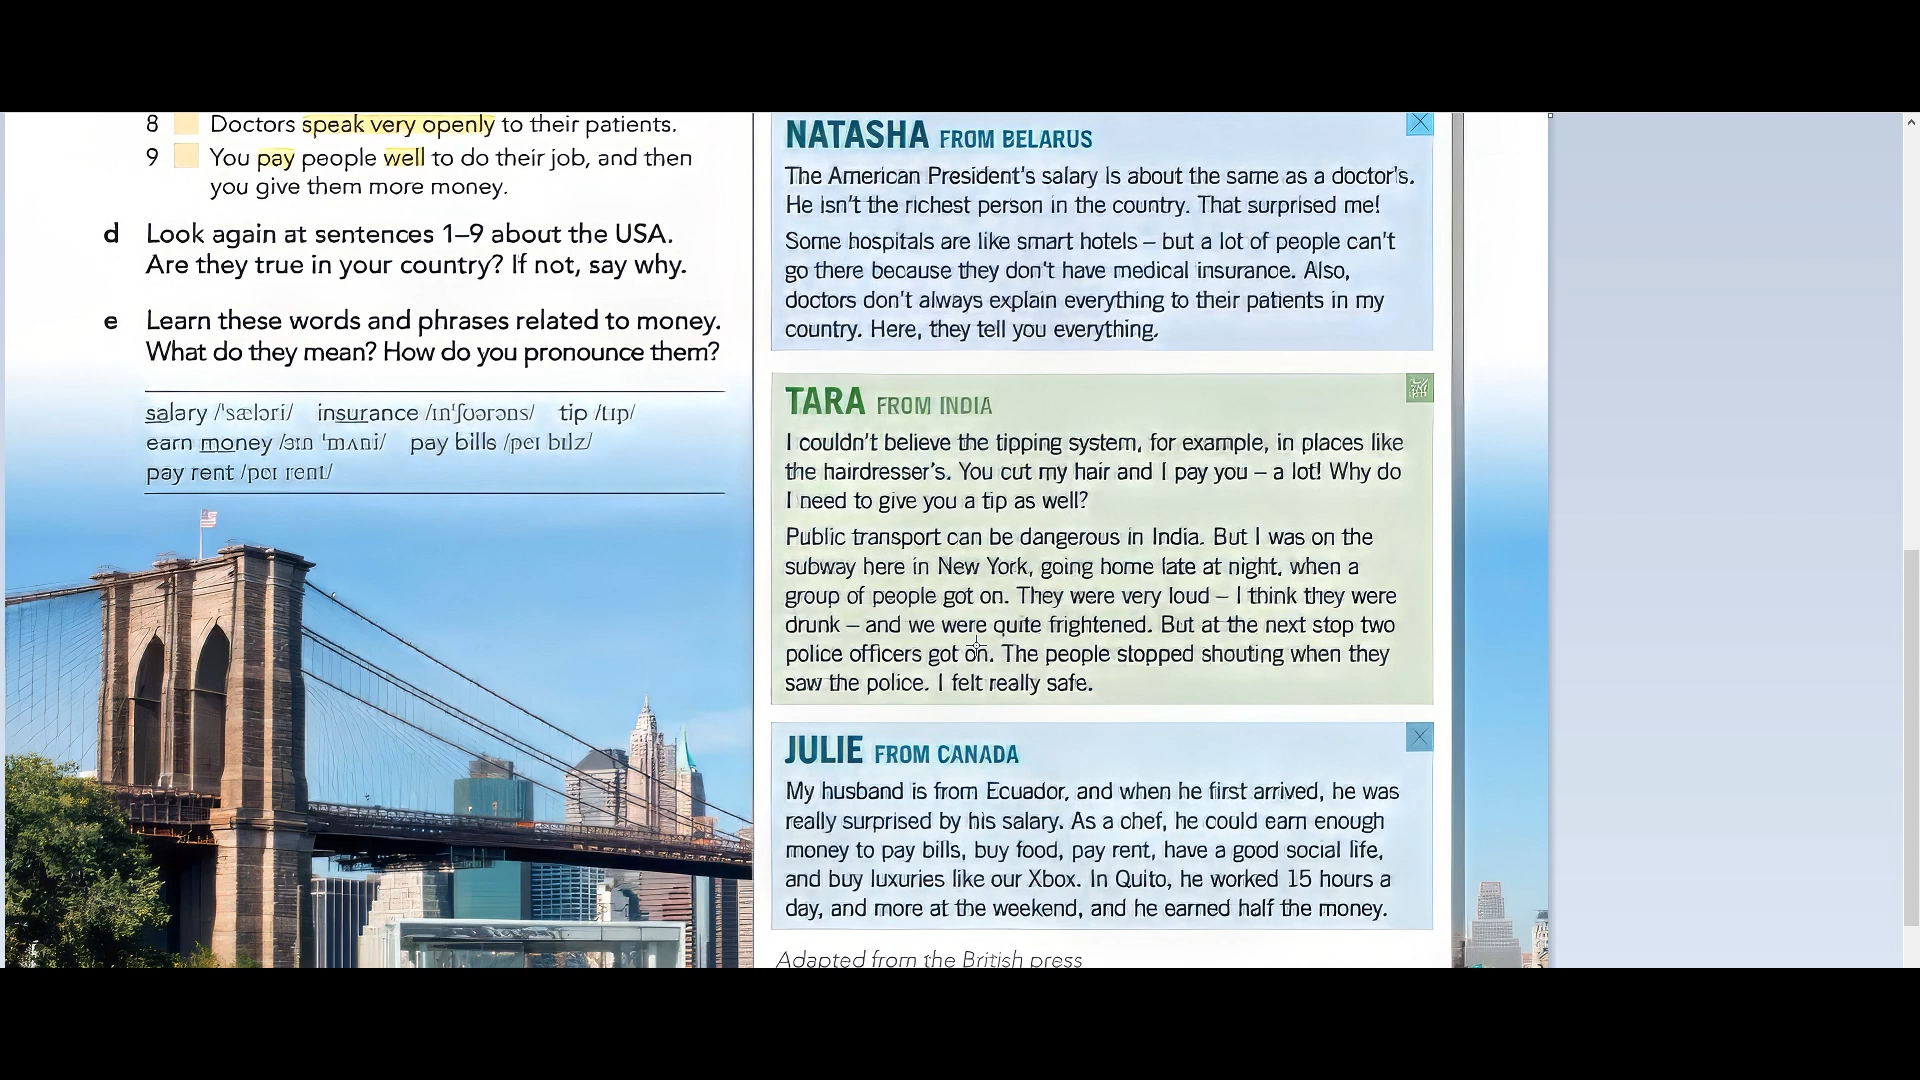 8 Doctors speak very openly to their patients.
9 You pay people well to do their job, and then
you give them more money.
d Look again at sentences 1–9 about the USA.
Are they true in your country? If not, say why.
e Learn these words and phrases related to money.
What do they mean? How do you pronounce them?
salary /ˈsæləri/ insurance /ɪnˈʃʊərəns/ tip /tɪp/
earn money /ɜːn ˈmʌni/ pay bills /peɪ bɪlz/
pay rent /peɪ rent/
NATASHA FROM BELARUS
The American President's salary is about the same as a doctor's.
He isn't the richest person in the country. That surprised me!
Some hospitals are like smart hotels – but a lot of people can't
go there because they don't have medical insurance. Also,
doctors don't always explain everything to their patients in my
country. Here, they tell you everything.
TARA FROM INDIA
I couldn't believe the tipping system, for example, in places like
the hairdresser's. You cut my hair and I pay you – a lot! Why do
I need to give you a tip as well?
Public transport can be dangerous in India. But I was on the
subway here in New York, going home late at night, when a
group of people got on. They were very loud – I think they were
drunk – and we were quite frightened. But at the next stop two
police officers got on. The people stopped shouting when they
saw the police. I felt really safe.
JULIE FROM CANADA
My husband is from Ecuador, and when he first arrived, he was
really surprised by his salary. As a chef, he could earn enough
money to pay bills, buy food, pay rent, have a good social life,
and buy luxuries like our Xbox. In Quito, he worked 15 hours a
day, and more at the weekend, and he earned half the money.
Adapted from the British press